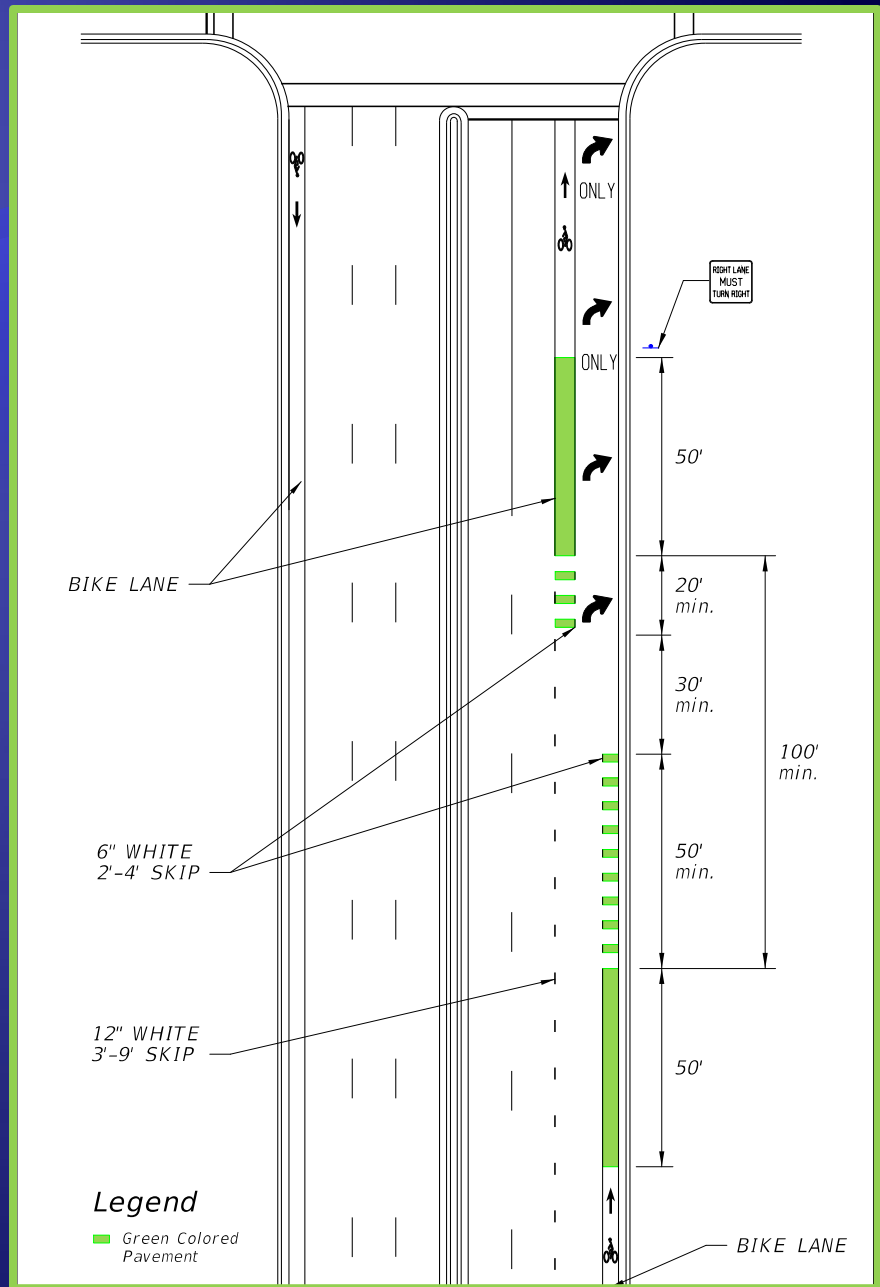 ONLY
RIGHT LANE
MUST
TURN RIGHT
ONLY
50'
BIKE LANE
20'
min.
30'
min.
100'
min.
6" WHITE
2'-4' SKIP
50'
min.
12" WHITE
3'-9' SKIP
50'
Legend
Green Colored
Pavement
BIKE LANE